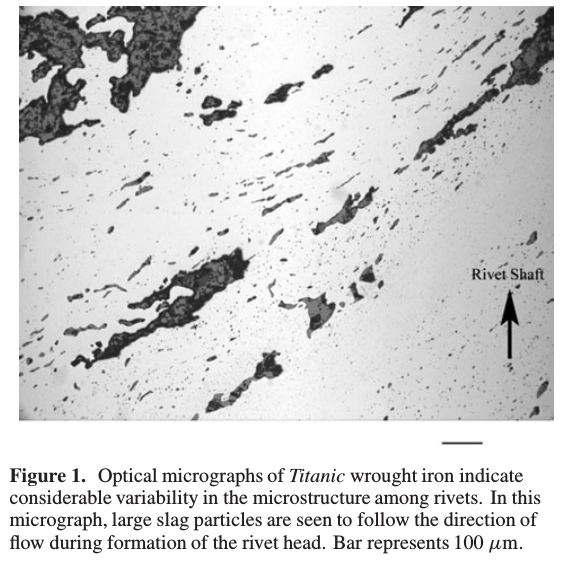 Rivet Shaft
Figure 1. Optical micrographs of Titanic wrought iron indicate
considerable variability in the microstructure among rivets. In this
micrograph, large slag particles are seen to follow the direction of
flow during formation of the rivet head. Bar represents 100 μm.